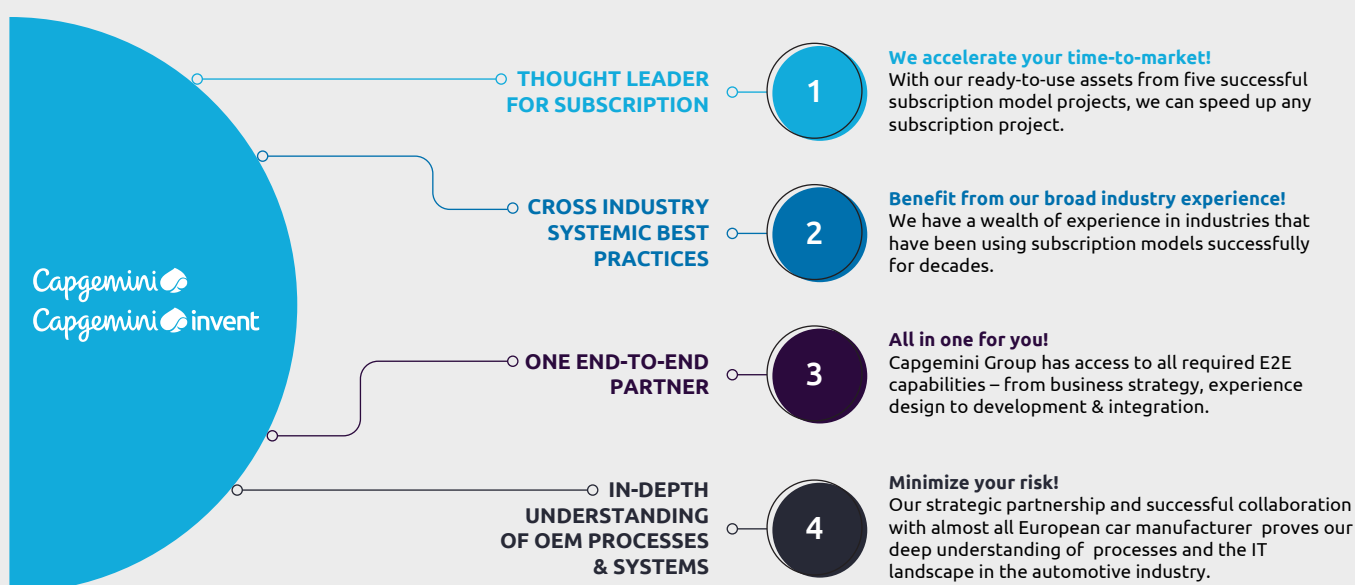 Capgemini
Capgemini invent
THOUGHT LEADER
FOR SUBSCRIPTION
1
We accelerate your time-to-market!
With our ready-to-use assets from five successful
subscription model projects, we can speed up any
subscription project.
CROSS INDUSTRY
SYSTEMIC BEST
PRACTICES
2
Benefit from our broad industry experience!
We have a wealth of experience in industries that
have been using subscription models successfully
for decades.
ONE END-TO-END
PARTNER
3
All in one for you!
Capgemini Group has access to all required E2E
capabilities – from business strategy, experience
design to development & integration.
IN-DEPTH
UNDERSTANDING
OF OEM PROCESSES
& SYSTEMS
4
Minimize your risk!
Our strategic partnership and successful collaboration
with almost all European car manufacturer  proves our
deep understanding of  processes and the IT
landscape in the automotive industry.